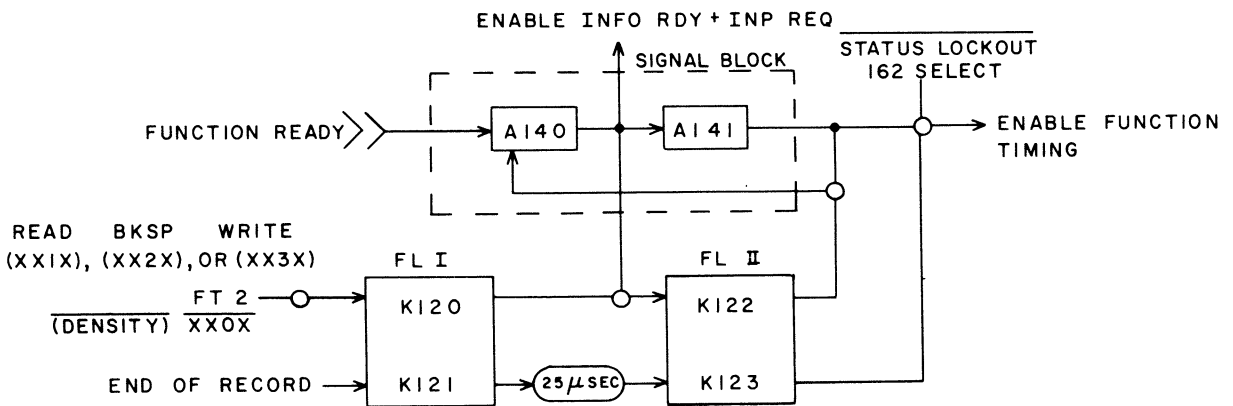 ENABLE INFO RDY + INP REQ
STATUS LOCKOUT
162 SELECT
SIGNAL BLOCK
FUNCTION READY
A140
A141
ENABLE FUNCTION
TIMING
READ BKSP WRITE
(XX1X), (XX2X), OR (XX3X)
FL I
FL II
FT 2
(DENSITY) XX0X
K120
K122
END OF RECORD
K121
25 μSEC
K123